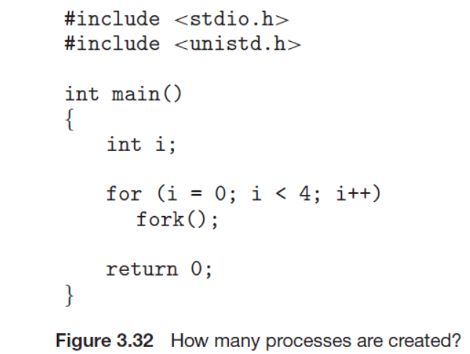 #include <stdio.h>
#include <unistd.h>
int main()
{
int i;
for (i = 0; i < 4; i++)
fork();
return 0;
}
Figure 3.32 How many processes are created?